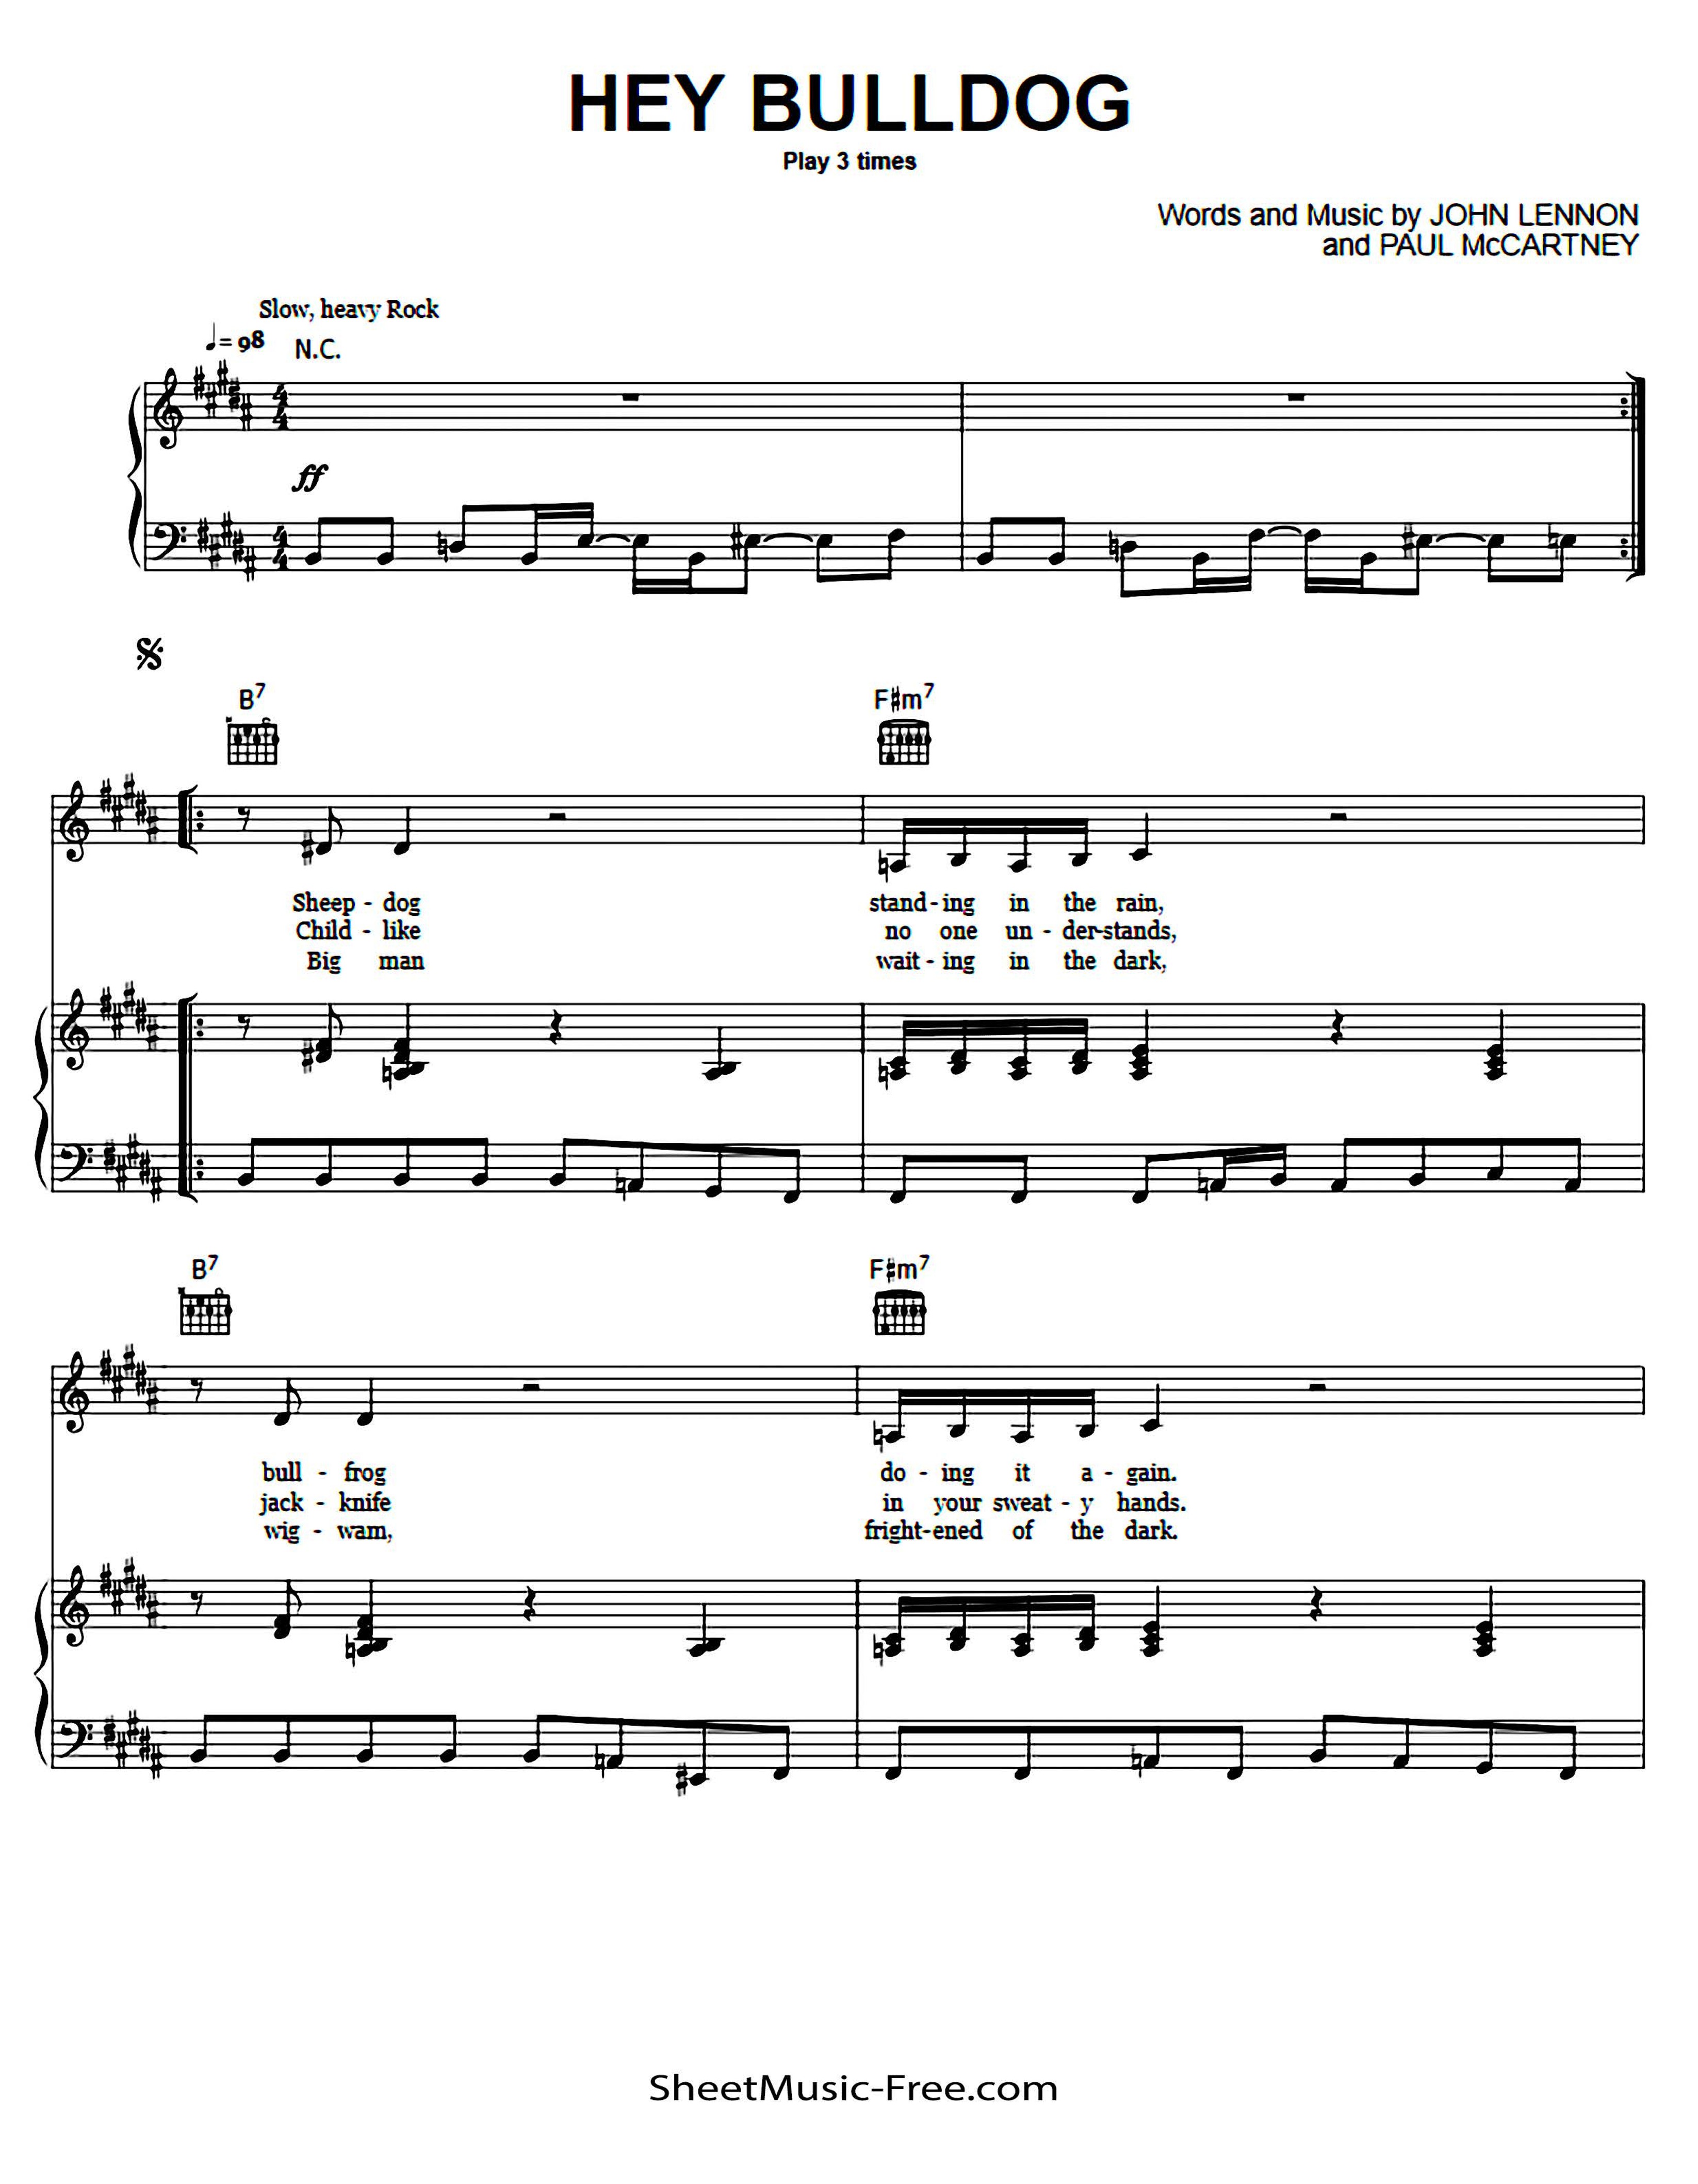 HEY BULLDOG
Play 3 times
Words and Music by JOHN LENNON
and PAUL McCARTNEY
Slow, heavy Rock
♩= 98 N.C.
ff
B7 F♯m7
Sheep - dog stand - ing in the rain,
Child - like no one un - der-stands,
Big man wait - ing in the dark,
B7 F♯m7
bull - frog do - ing it a - gain.
jack - knife in your sweat - y hands.
wig - wam, fright-ened of the dark.
SheetMusic-Free.com